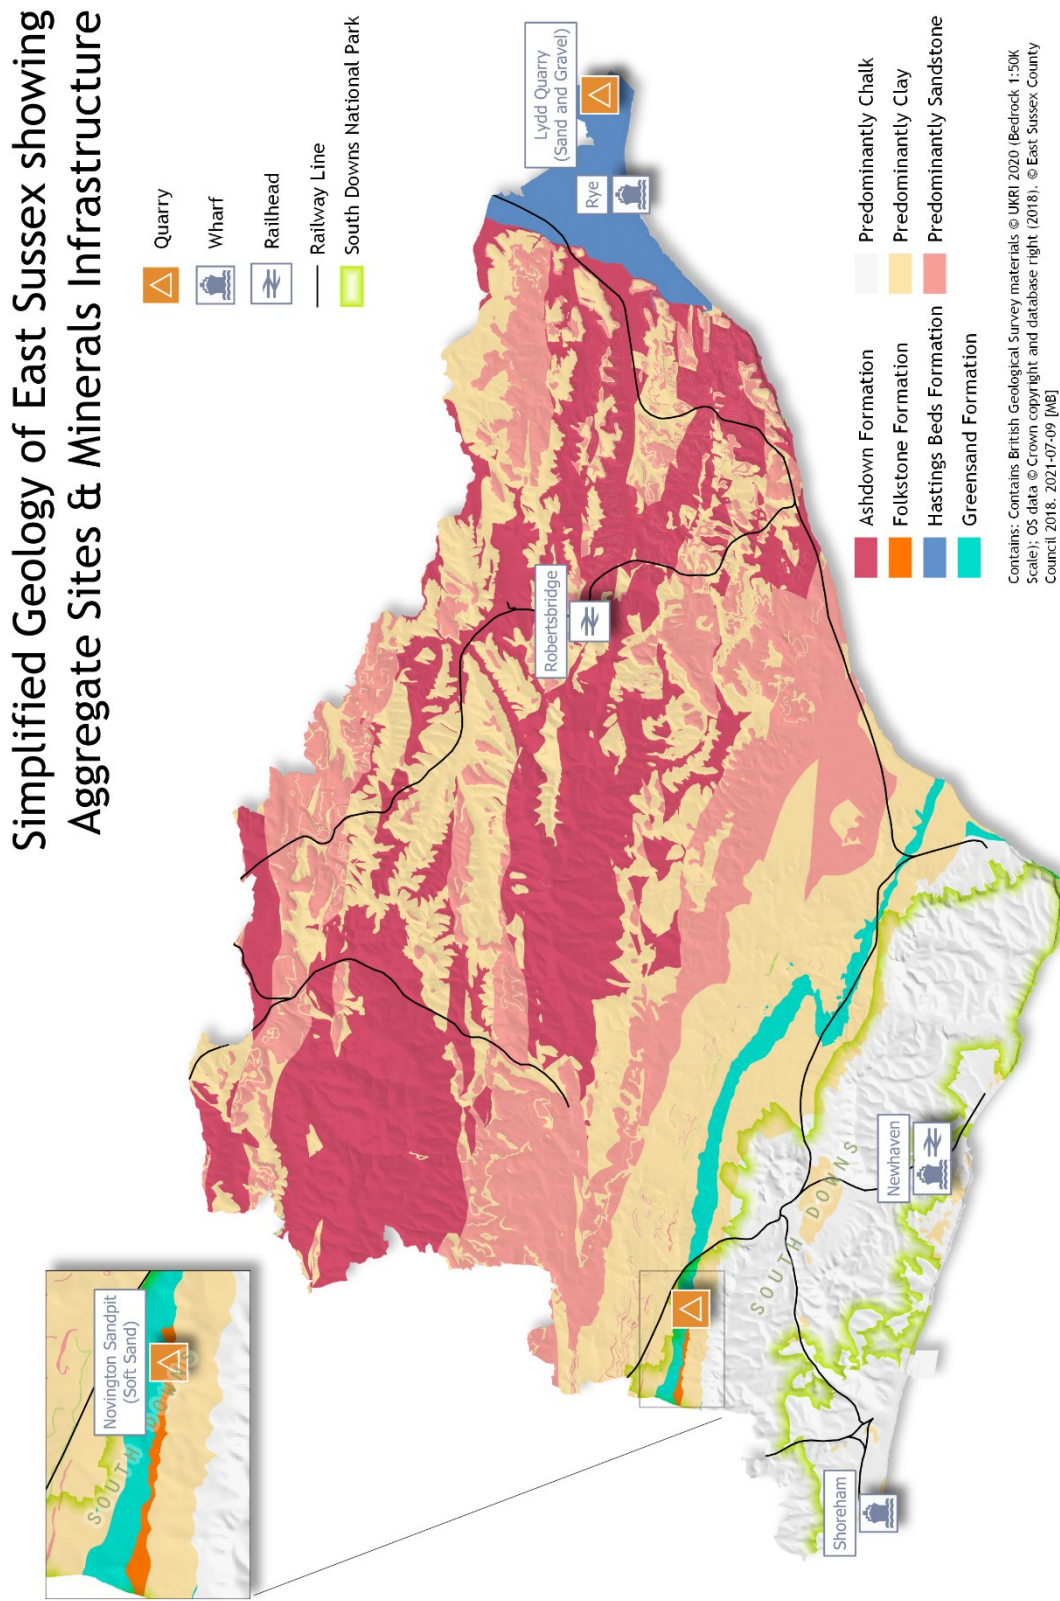 Simplified Geology of East Sussex showing
Aggregate Sites & Minerals Infrastructure
Quarry
Wharf
Railhead
Railway Line
South Downs National Park
Novington Sandpit
(Soft Sand)
SOUTH DOWNS
Lydd Quarry
(Sand and Gravel)
Rye
Robertsbridge
Newhaven
SOUTH DOWNS
Shoreham
Ashdown Formation
Folkstone Formation
Hastings Beds Formation
Greensand Formation
Predominantly Chalk
Predominantly Clay
Predominantly Sandstone
Contains: Contains British Geological Survey materials © UKRI 2020 (Bedrock 1:50K
Scale); OS data © Crown copyright and database right (2018). © East Sussex County
Council 2018. 2021-07-09 [MB]